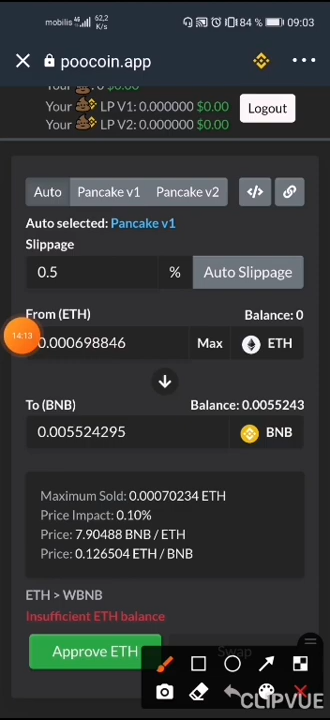 mobilis 4G 62,2 K/s 84 % 09:03
poocoin.app
Your 0 $0.00
Your LP V1: 0.000000 $0.00
Your LP V2: 0.000000 $0.00
Logout
Auto Pancake v1 Pancake v2 </>
Auto selected: Pancake v1
Slippage
0.5 % Auto Slippage
From (ETH) Balance: 0
14:13
0.000698846 Max ETH
To (BNB) Balance: 0.0055243
0.005524295 BNB
Maximum Sold: 0.00070234 ETH
Price Impact: 0.10%
Price: 7.90488 BNB / ETH
Price: 0.126504 ETH / BNB
ETH > WBNB
Insufficient ETH balance
Approve ETH Swap
CLIPVUE